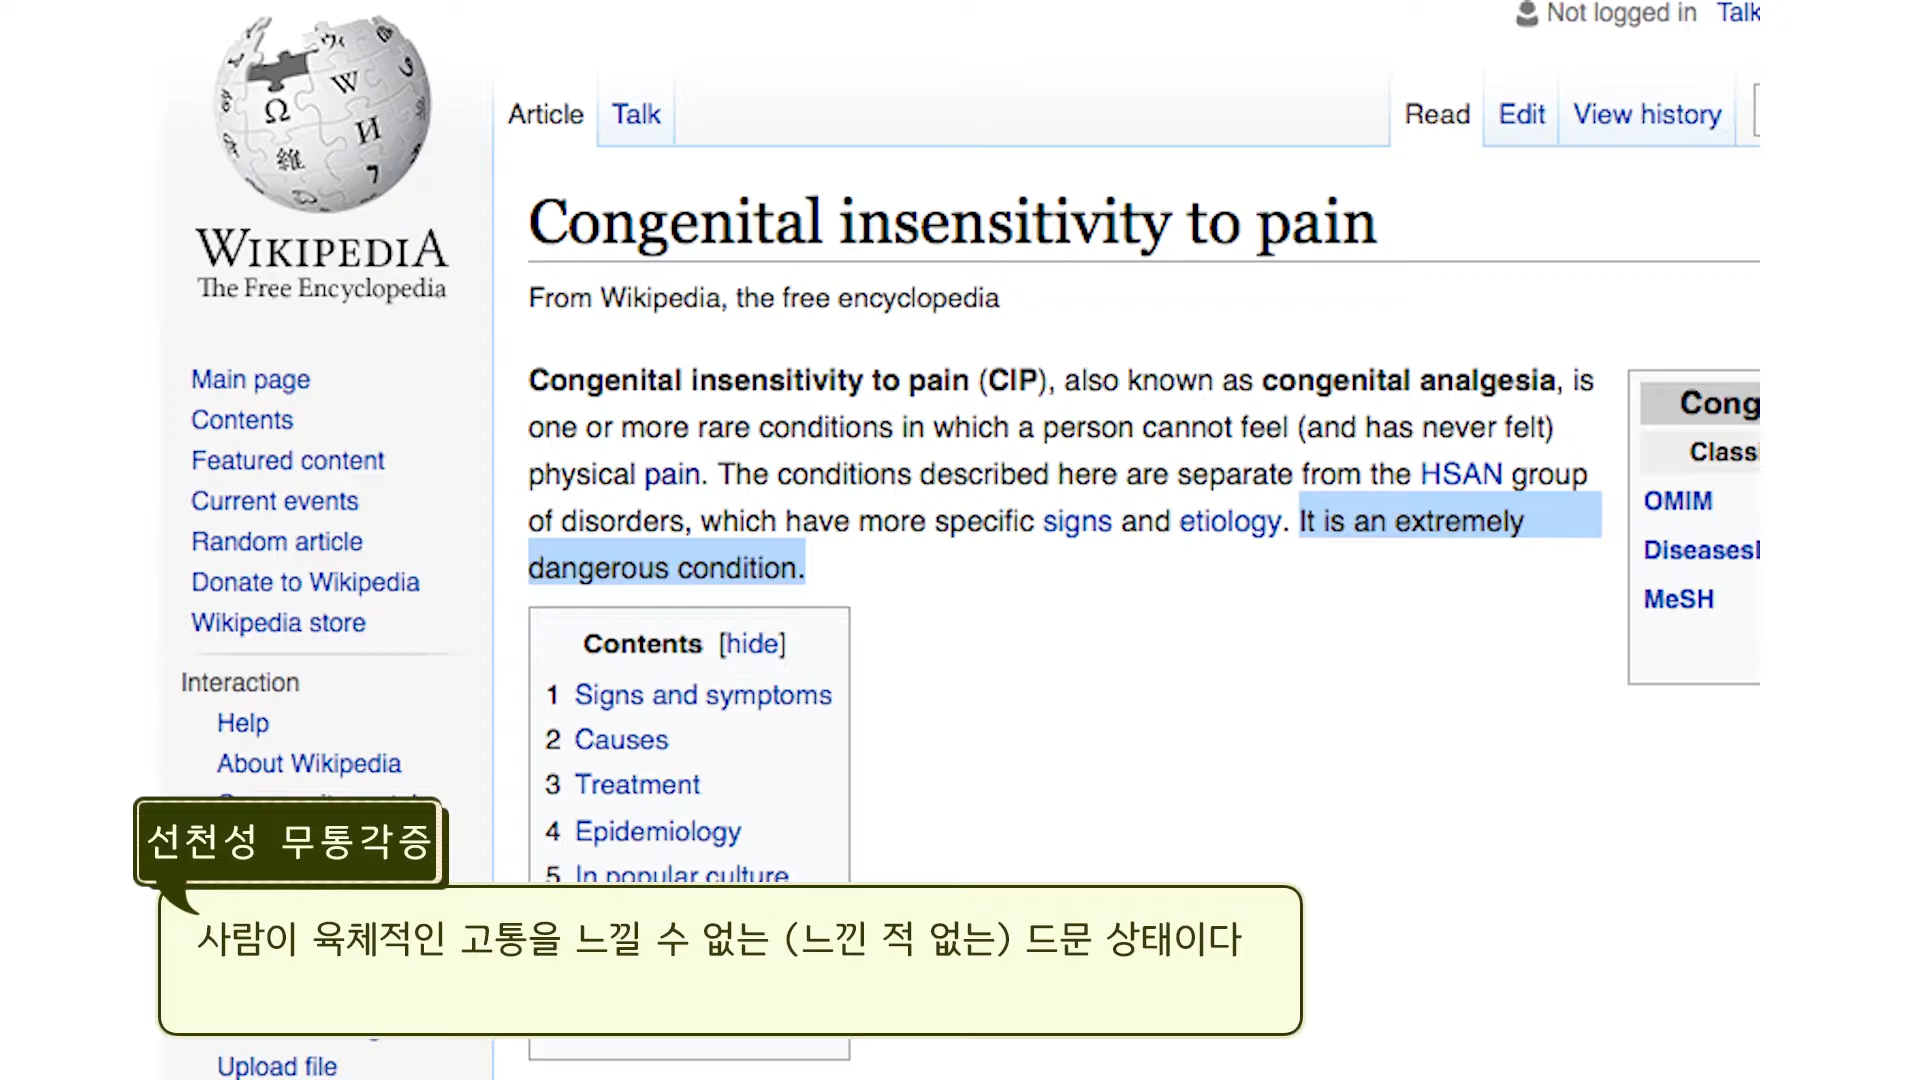 Not logged in Talk
WIKIPEDIA
The Free Encyclopedia
Article Talk Read Edit View history
Congenital insensitivity to pain
From Wikipedia, the free encyclopedia
Main page
Contents
Featured content
Current events
Random article
Donate to Wikipedia
Wikipedia store
Interaction
Help
About Wikipedia
Upload file
Congenital insensitivity to pain (CIP), also known as congenital analgesia, is
one or more rare conditions in which a person cannot feel (and has never felt)
physical pain. The conditions described here are separate from the HSAN group
of disorders, which have more specific signs and etiology. It is an extremely
dangerous condition.
Cong
Classi
OMIM
Diseases
MeSH
Contents [hide]
1 Signs and symptoms
2 Causes
3 Treatment
4 Epidemiology
5 In popular culture
선천성 무통각증
사람이 육체적인 고통을 느낄 수 없는 (느낀 적 없는) 드문 상태이다